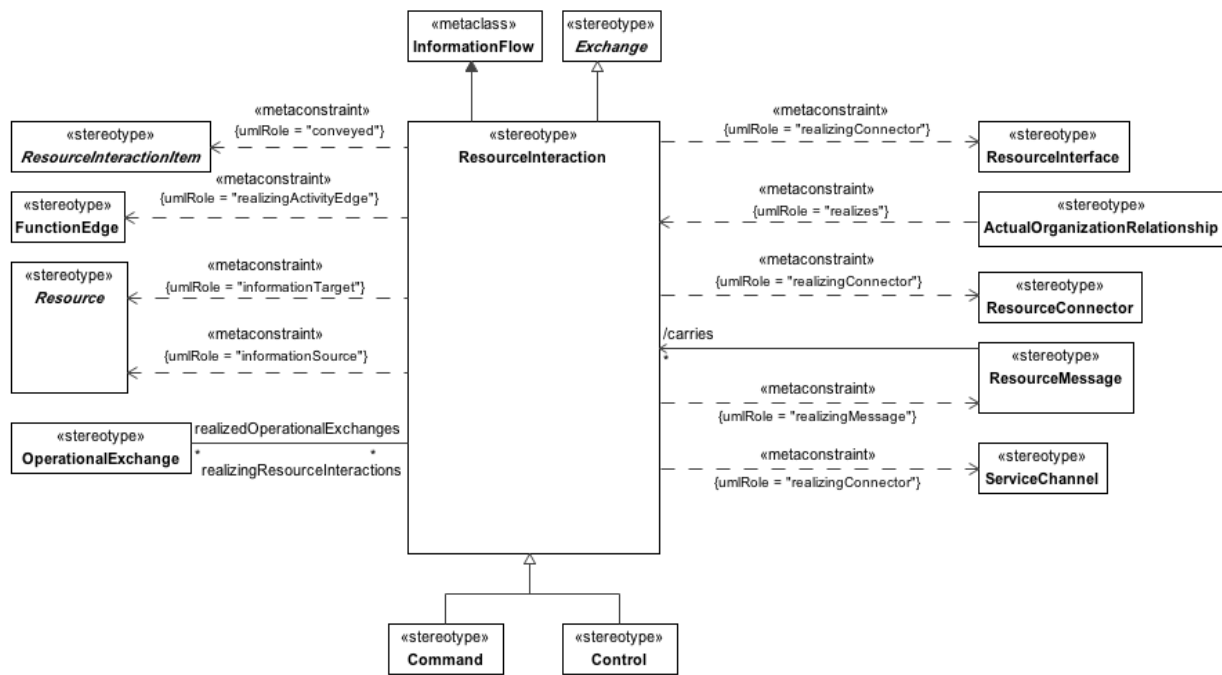 «metaclass»
InformationFlow
«stereotype»
Exchange
«metaconstraint»
{umlRole = "conveyed"}
«stereotype»
ResourceInteractionItem
«metaconstraint»
{umlRole = "realizingActivityEdge"}
«stereotype»
FunctionEdge
«stereotype»
Resource
«metaconstraint»
{umlRole = "informationTarget"}
«metaconstraint»
{umlRole = "informationSource"}
«stereotype»
OperationalExchange
realizedOperationalExchanges
*
*
realizingResourceInteractions
«stereotype»
ResourceInteraction
«metaconstraint»
{umlRole = "realizingConnector"}
«stereotype»
ResourceInterface
«metaconstraint»
{umlRole = "realizes"}
«stereotype»
ActualOrganizationRelationship
«metaconstraint»
{umlRole = "realizingConnector"}
«stereotype»
ResourceConnector
/carries
*
«stereotype»
ResourceMessage
«metaconstraint»
{umlRole = "realizingMessage"}
«metaconstraint»
{umlRole = "realizingConnector"}
«stereotype»
ServiceChannel
«stereotype»
Command
«stereotype»
Control